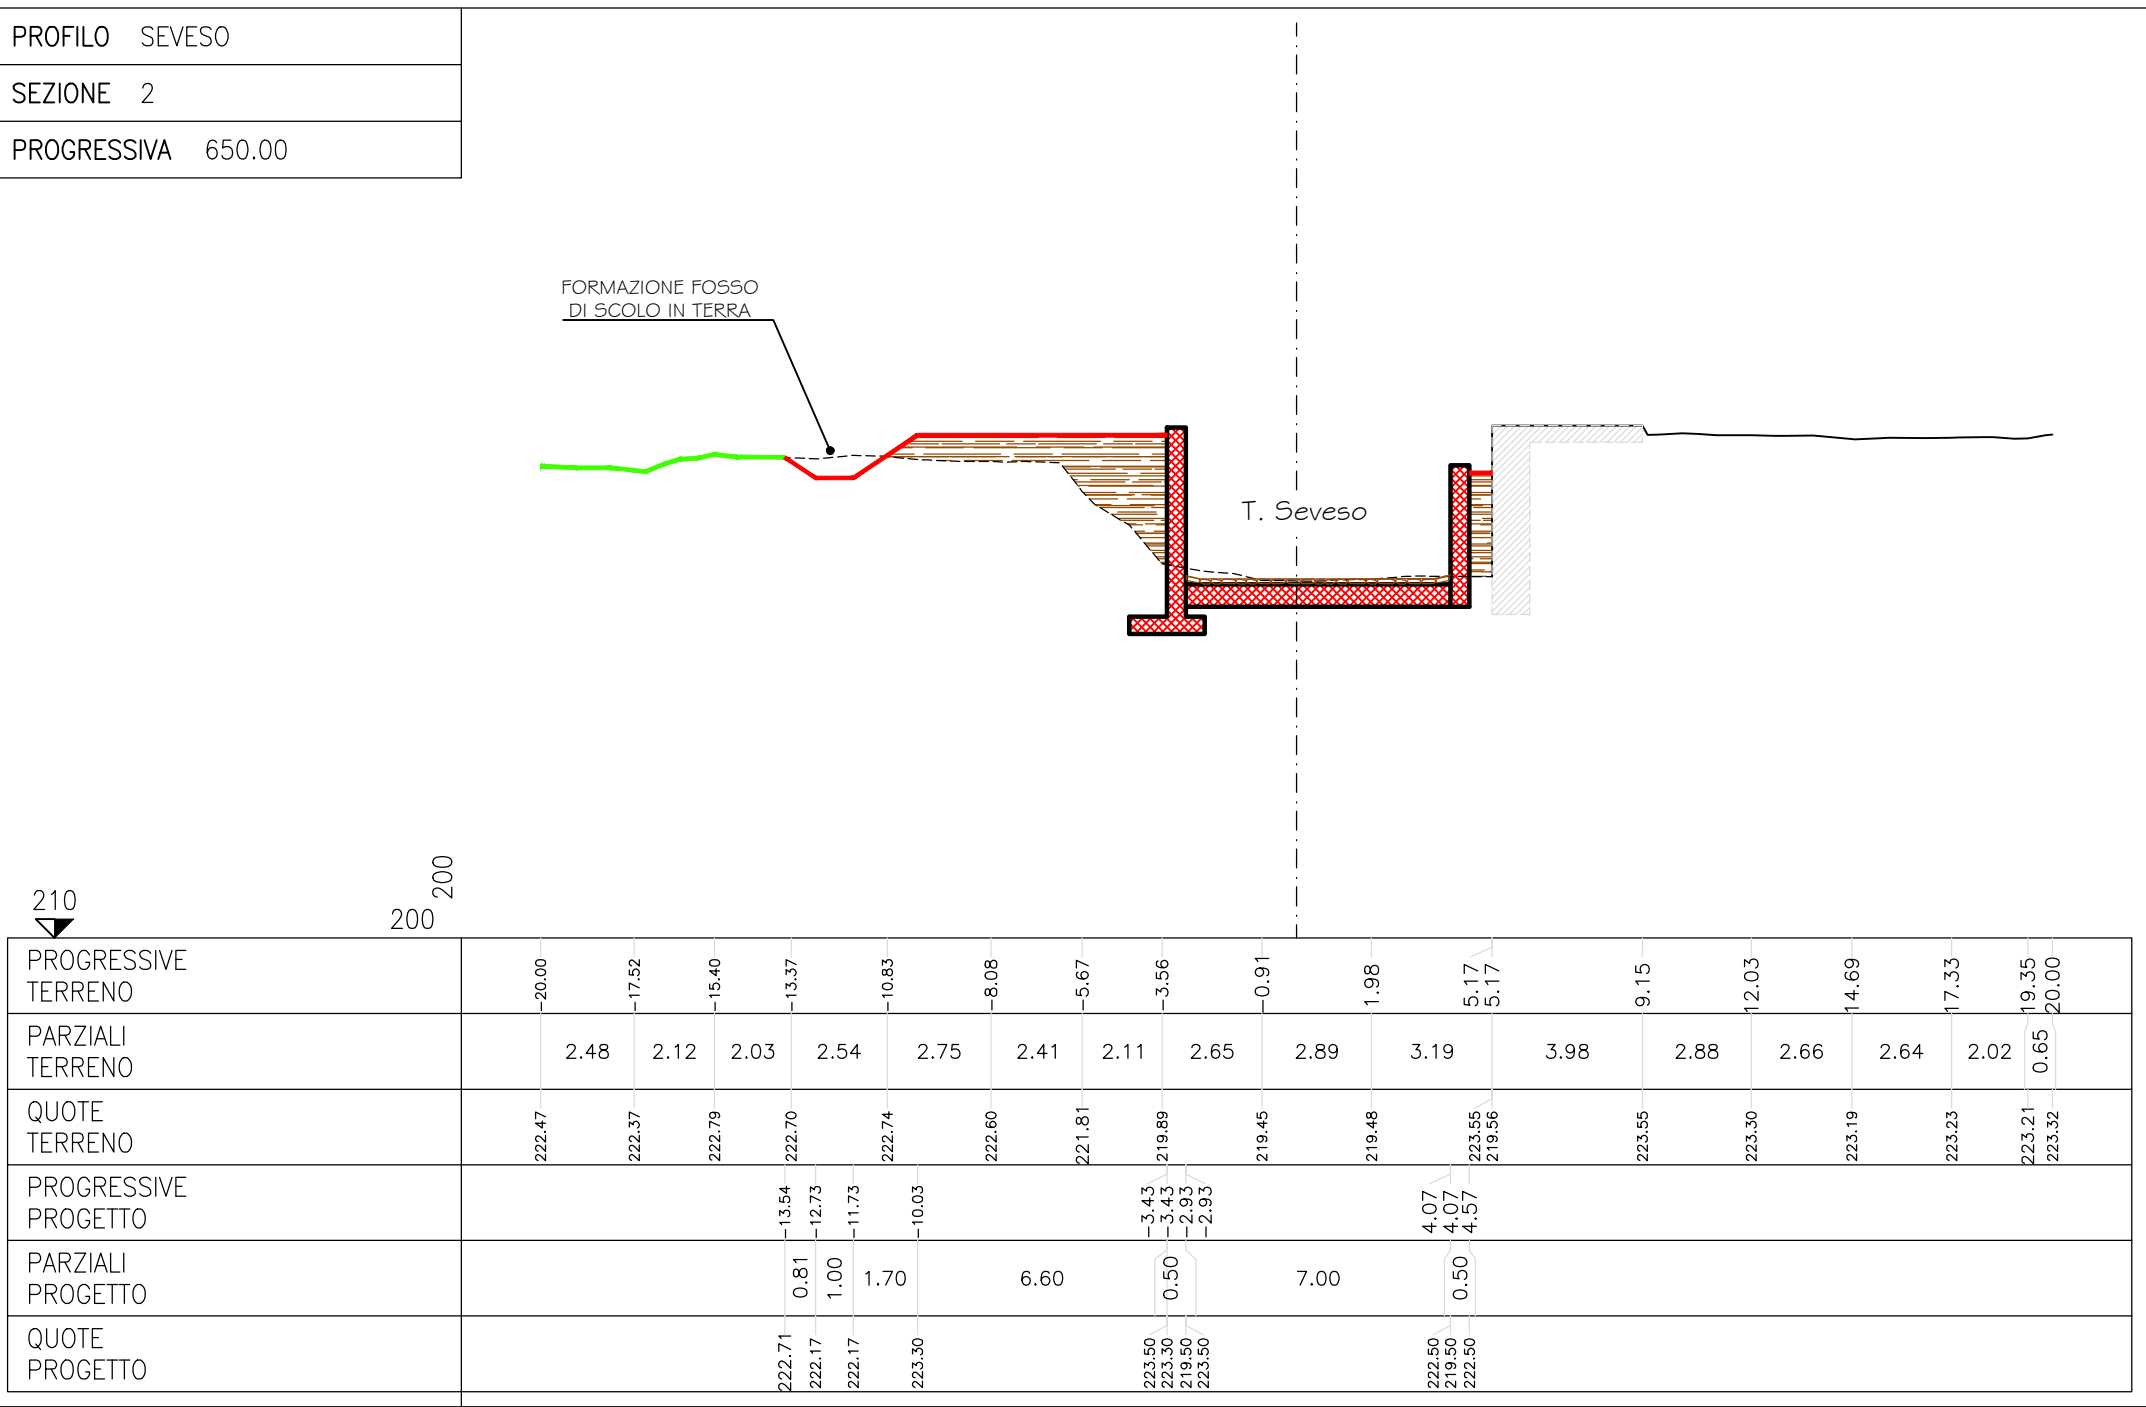 PROFILO SEVESO
SEZIONE 2
PROGRESSIVA 650.00
FORMAZIONE FOSSO
DI SCOLO IN TERRA
T. Seveso
200
210
200
PROGRESSIVE
TERRENO
-20.00 -17.52 -15.40 -13.37 -10.83 -8.08 -5.67 -3.56 -0.91 1.98 5.17 5.17 9.15 12.03 14.69 17.33 19.35 20.00
PARZIALI
TERRENO
2.48 2.12 2.03 2.54 2.75 2.41 2.11 2.65 2.89 3.19 3.98 2.88 2.66 2.64 2.02 0.65
QUOTE
TERRENO
222.47 222.37 222.79 222.70 222.74 222.60 221.81 219.89 219.45 219.48 223.55 219.56 223.55 223.30 223.19 223.23 223.21 223.32
PROGRESSIVE
PROGETTO
-13.54 -12.73 -11.73 -10.03 -3.43 -3.43 -2.93 -2.93 4.07 4.07 4.57
PARZIALI
PROGETTO
0.81 1.00 1.70 6.60 0.50 7.00 0.50
QUOTE
PROGETTO
222.71 222.17 222.17 223.30 223.50 223.30 219.50 223.50 222.50 219.50 222.50